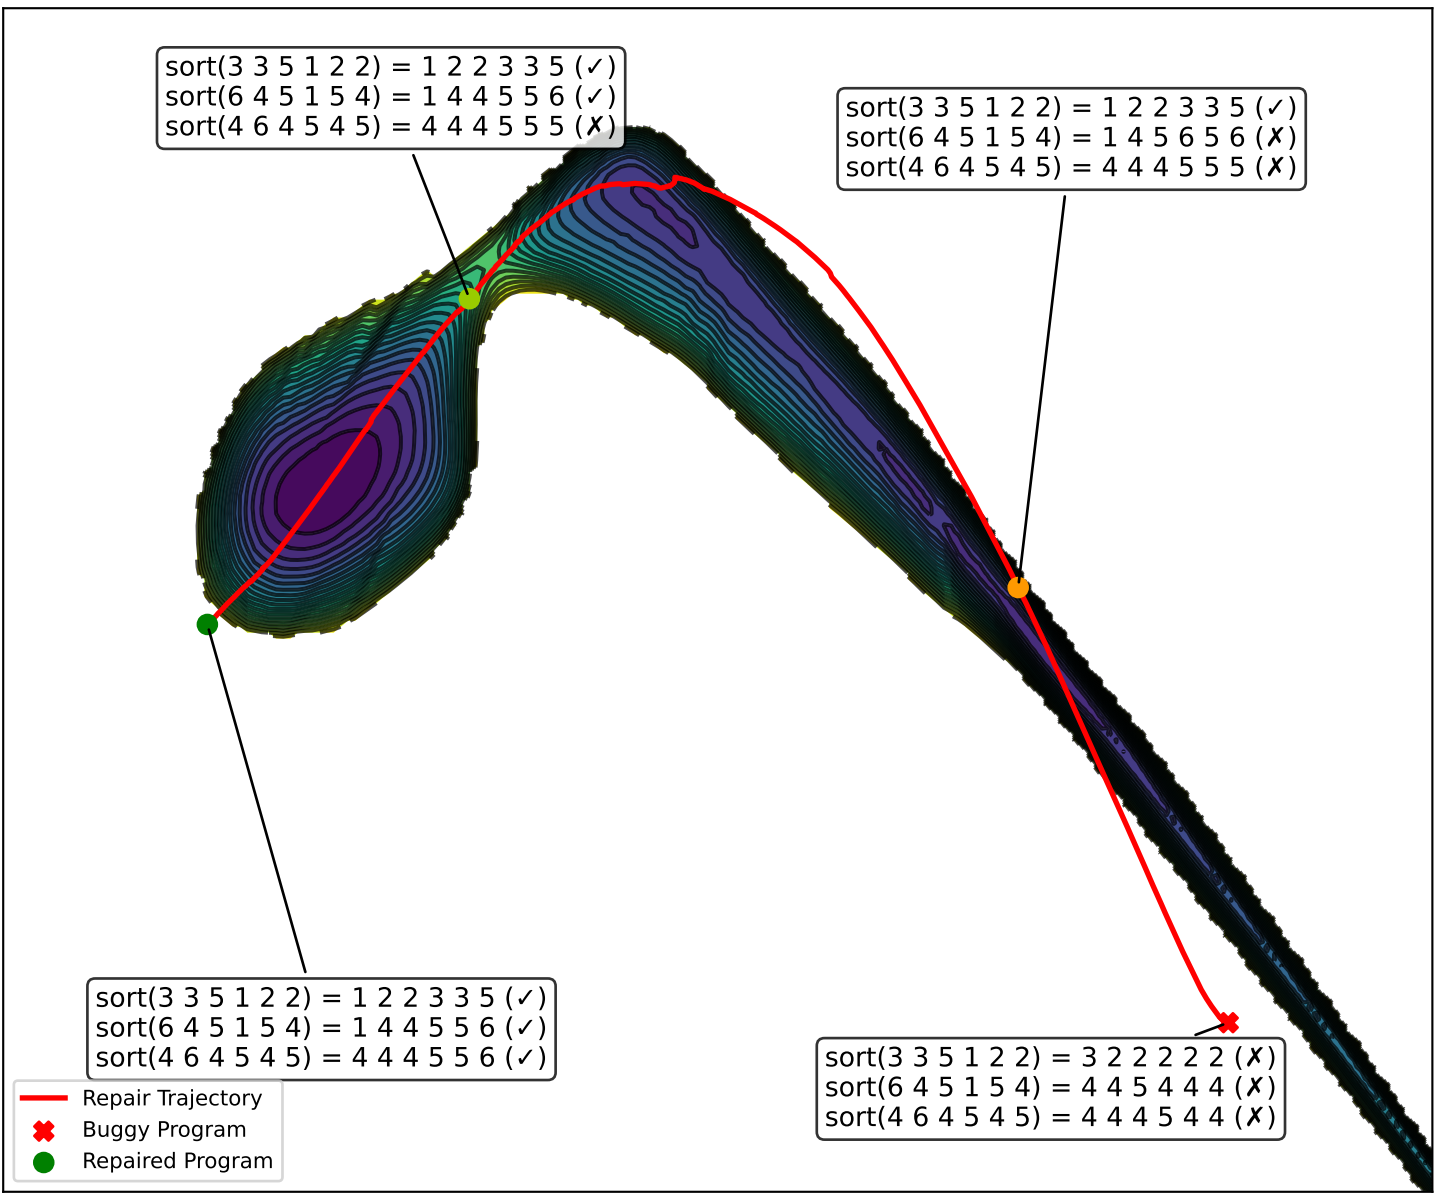 sort(3 3 5 1 2 2) = 1 2 2 3 3 5 (✓)
sort(6 4 5 1 5 4) = 1 4 4 5 5 6 (✓)
sort(4 6 4 5 4 5) = 4 4 4 5 5 5 (✗)
sort(3 3 5 1 2 2) = 1 2 2 3 3 5 (✓)
sort(6 4 5 1 5 4) = 1 4 5 6 5 6 (✗)
sort(4 6 4 5 4 5) = 4 4 4 5 5 5 (✗)
sort(3 3 5 1 2 2) = 1 2 2 3 3 5 (✓)
sort(6 4 5 1 5 4) = 1 4 4 5 5 6 (✓)
sort(4 6 4 5 4 5) = 4 4 4 5 5 6 (✓)
sort(3 3 5 1 2 2) = 3 2 2 2 2 2 (✗)
sort(6 4 5 1 5 4) = 4 4 5 4 4 4 (✗)
sort(4 6 4 5 4 5) = 4 4 4 5 4 4 (✗)
Repair Trajectory
Buggy Program
Repaired Program